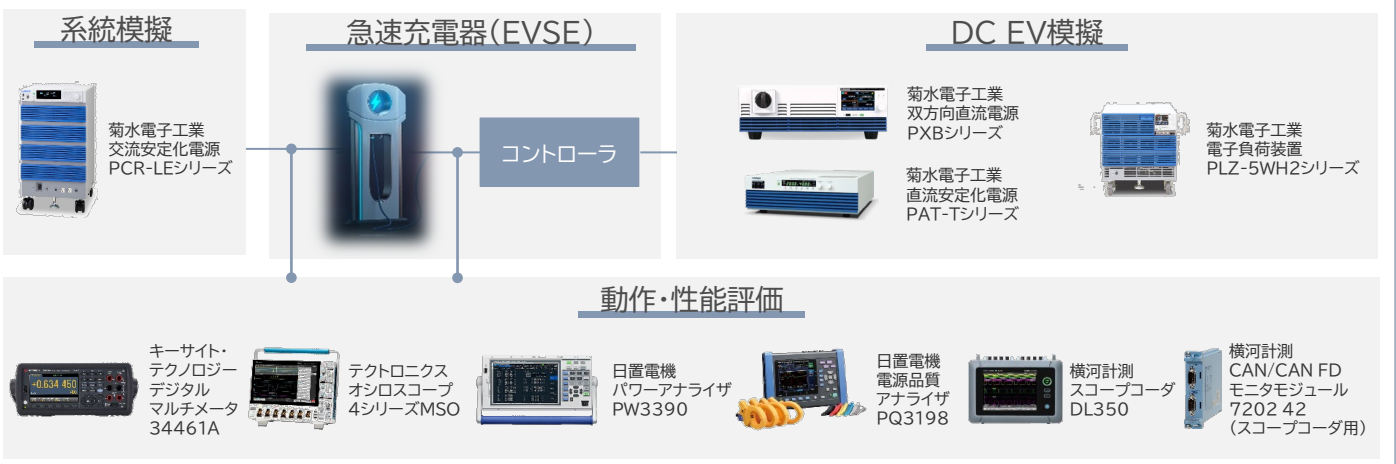 系統模擬
急速充電器(EVSE)
DC EV模擬
菊水電子工業
交流安定化電源
PCR-LEシリーズ
コントローラ
菊水電子工業
双方向直流電源
PXBシリーズ
菊水電子工業
直流安定化電源
PAT-Tシリーズ
菊水電子工業
電子負荷装置
PLZ-5WH2シリーズ
動作・性能評価
+0.634 450
キーサイト・
テクノロジー
デジタル
マルチメータ
34461A
テクトロニクス
オシロスコープ
4シリーズMSO
日置電機
パワーアナライザ
PW3390
日置電機
電源品質
アナライザ
PQ3198
横河計測
スコープコーダ
DL350
横河計測
CAN/CAN FD
モニタモジュール
7202 42
(スコープコーダ用)